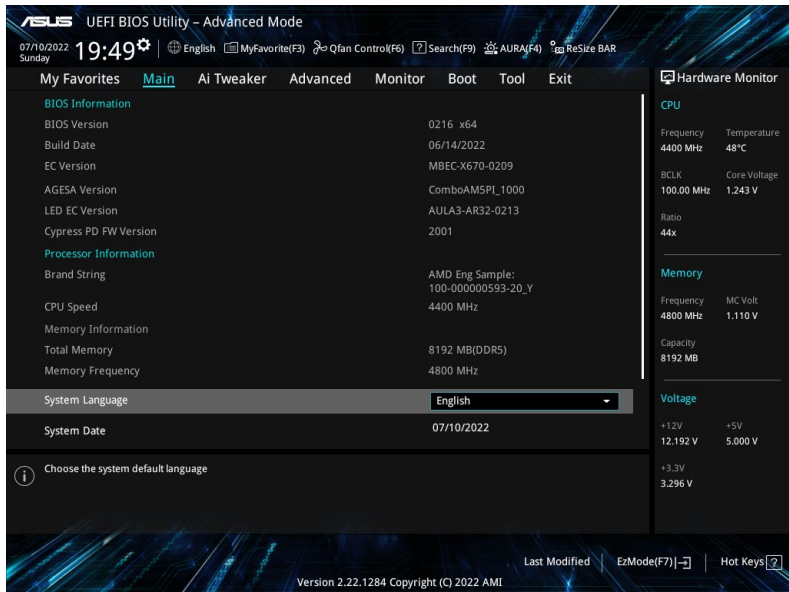 ASUS UEFI BIOS Utility – Advanced Mode
07/10/2022
Sunday
19:49
English
MyFavorite(F3)
Qfan Control(F6)
? Search(F9)
AURA(F4)
ReSize BAR
My Favorites Main Ai Tweaker Advanced Monitor Boot Tool Exit
BIOS Information
BIOS Version 0216 x64
Build Date 06/14/2022
EC Version MBEC-X670-0209
AGESA Version ComboAM5PI_1000
LED EC Version AULA3-AR32-0213
Cypress PD FW Version 2001
Processor Information
Brand String AMD Eng Sample:
100-000000593-20_Y
CPU Speed 4400 MHz
Memory Information
Total Memory 8192 MB(DDR5)
Memory Frequency 4800 MHz
System Language English
System Date 07/10/2022
i Choose the system default language
Hardware Monitor
CPU
Frequency Temperature
4400 MHz 48°C
BCLK Core Voltage
100.00 MHz 1.243 V
Ratio
44x
Memory
Frequency MC Volt
4800 MHz 1.110 V
Capacity
8192 MB
Voltage
+12V +5V
12.192 V 5.000 V
+3.3V
3.296 V
Last Modified EzMode(F7) Hot Keys ?
Version 2.22.1284 Copyright (C) 2022 AMI